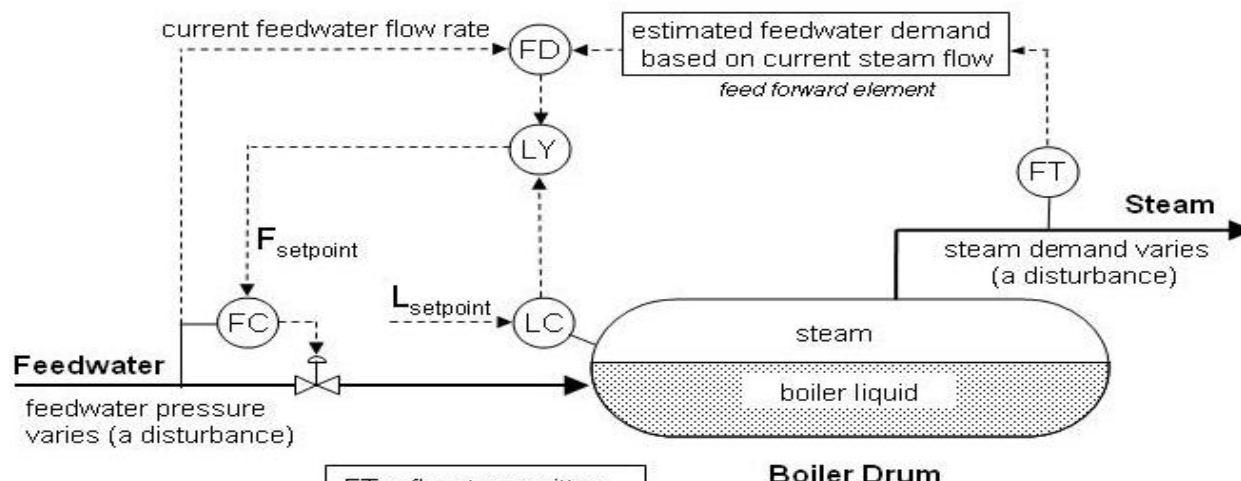 current feedwater flow rate
FD
estimated feedwater demand
based on current steam flow
feed forward element
LY
FT
Steam
steam demand varies
(a disturbance)
Fsetpoint
Lsetpoint
FC
LC
steam
Feedwater
boiler liquid
feedwater pressure
varies (a disturbance)
Boiler Drum